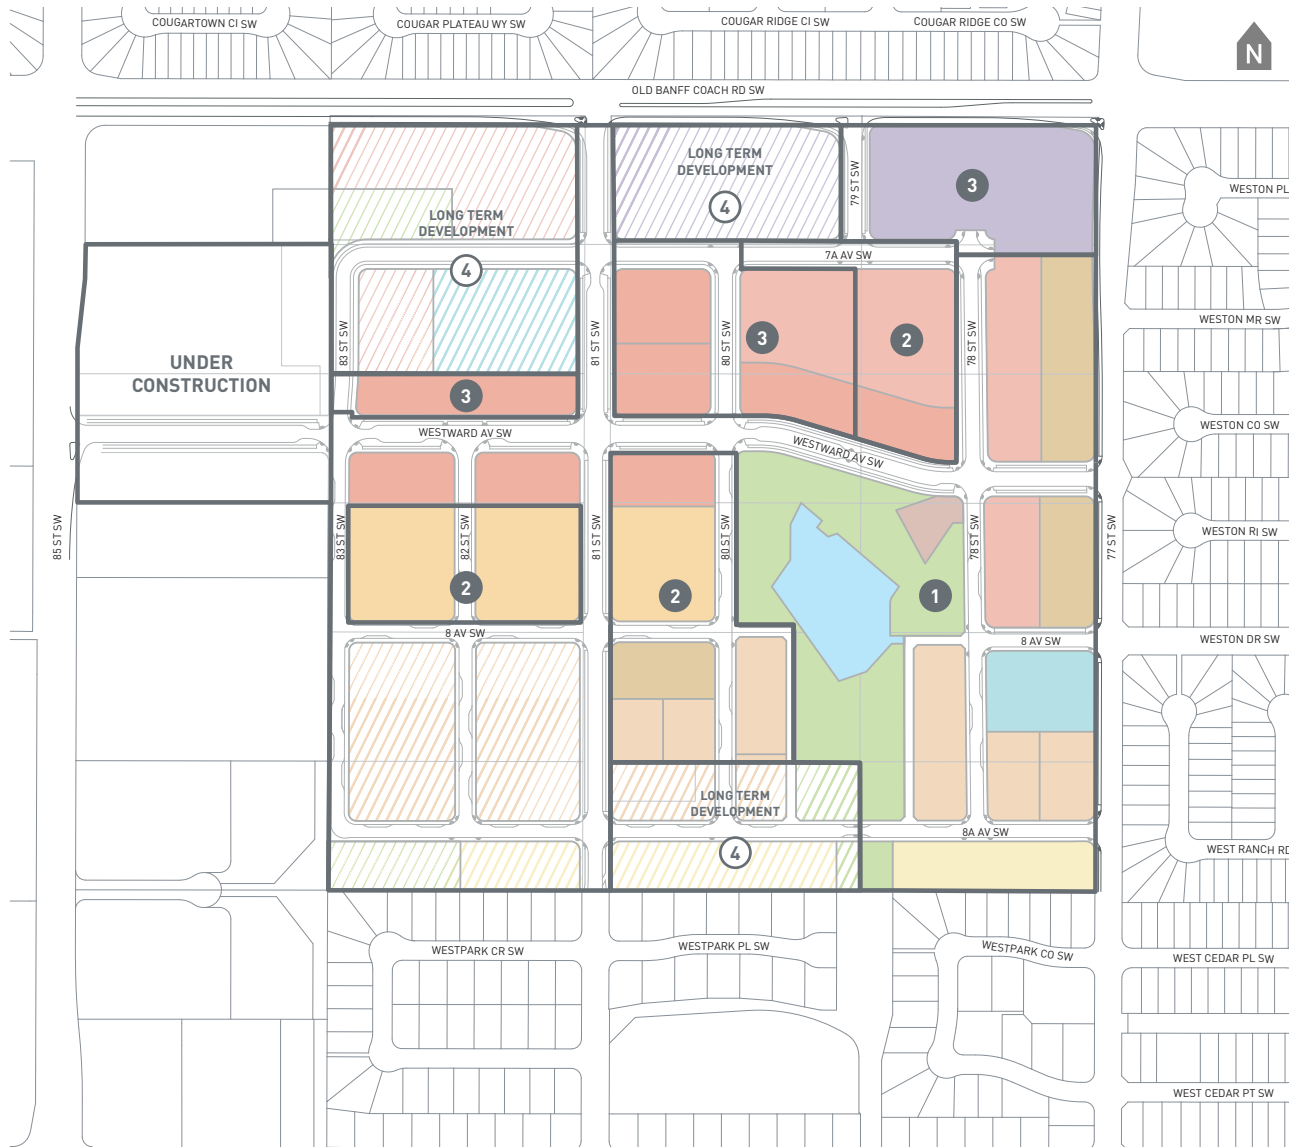 COUGARTOWN CI SW
COUGAR PLATEAU WY SW
COUGAR RIDGE CI SW
COUGAR RIDGE CO SW
N
OLD BANFF COACH RD SW
LONG TERM
DEVELOPMENT
4
79 ST SW
3
WESTON PL
LONG TERM
DEVELOPMENT
4
7A AV SW
UNDER
CONSTRUCTION
83 ST SW
81 ST SW
80 ST SW
3
2
78 ST SW
WESTON MR SW
3
WESTWARD AV SW
WESTWARD AV SW
WESTON CO SW
85 ST SW
83 ST SW
82 ST SW
81 ST SW
80 ST SW
78 ST SW
77 ST SW
WESTON RI SW
2
2
1
8 AV SW
8 AV SW
WESTON DR SW
LONG TERM
DEVELOPMENT
4
8A AV SW
WEST RANCH RD
WESTPARK CR SW
WESTPARK PL SW
WESTPARK CO SW
WEST CEDAR PL SW
WEST CEDAR PT SW